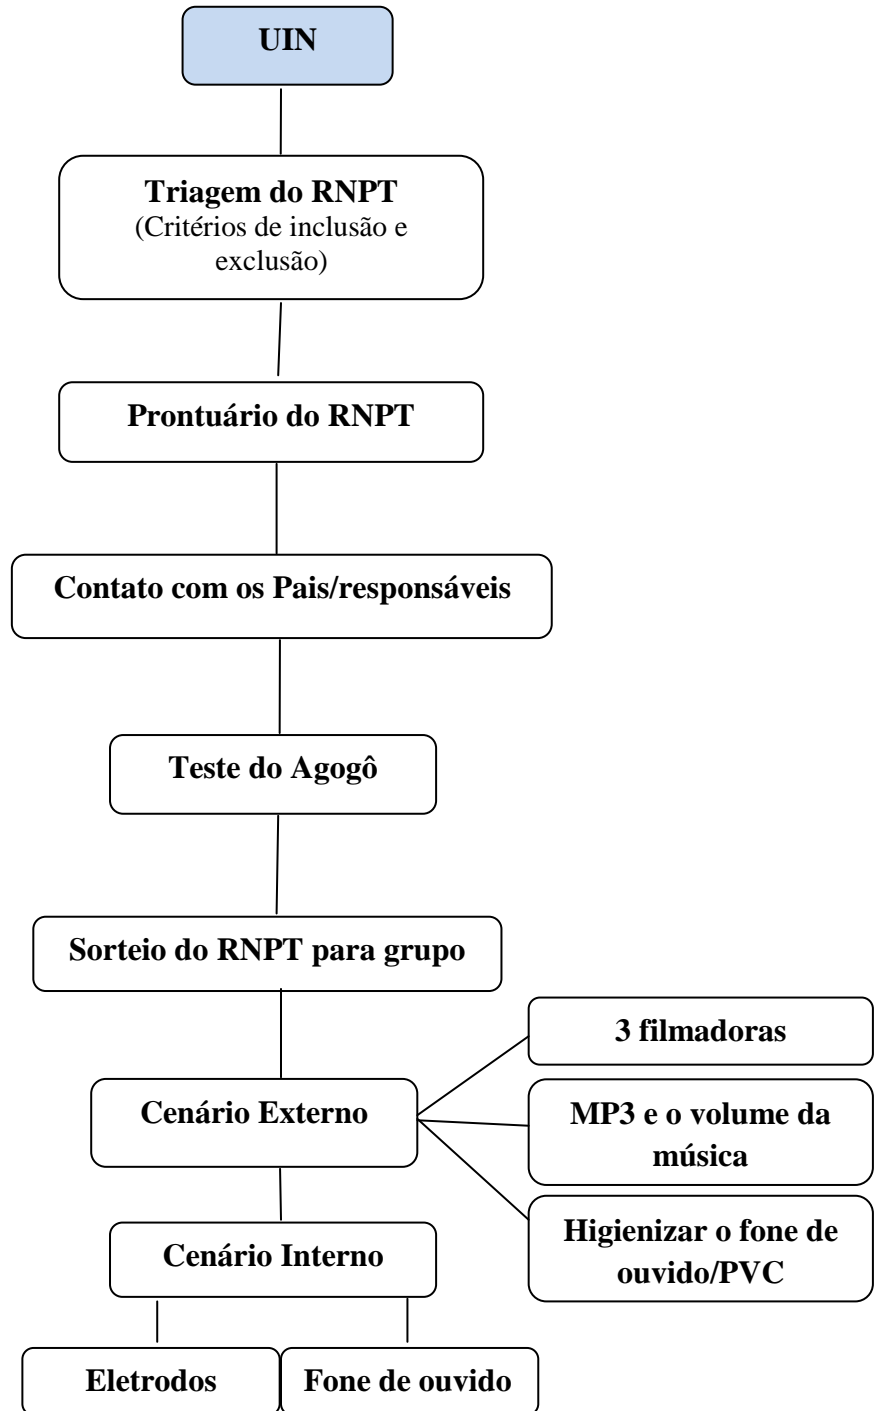 UIN
Triagem do RNPT
(Critérios de inclusão e
exclusão)
Prontuário do RNPT
Contato com os Pais/responsáveis
Teste do Agogô
Sorteio do RNPT para grupo
Cenário Externo
3 filmadoras
MP3 e o volume da
música
Higienizar o fone de
ouvido/PVC
Cenário Interno
Eletrodos
Fone de ouvido